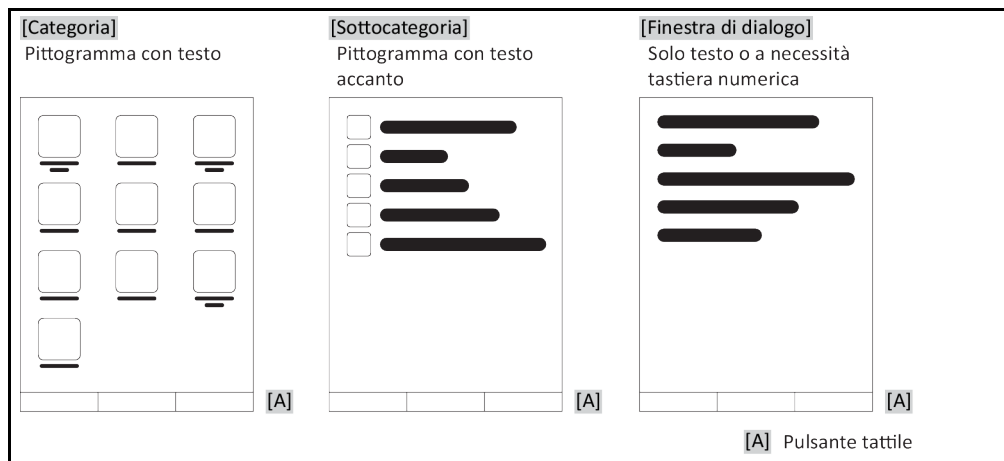 [Categoria]
Pittogramma con testo
[Sottocategoria]
Pittogramma con testo
accanto
[Finestra di dialogo]
Solo testo o a necessità
tastiera numerica
[A]
[A]
[A]
[A] Pulsante tattile